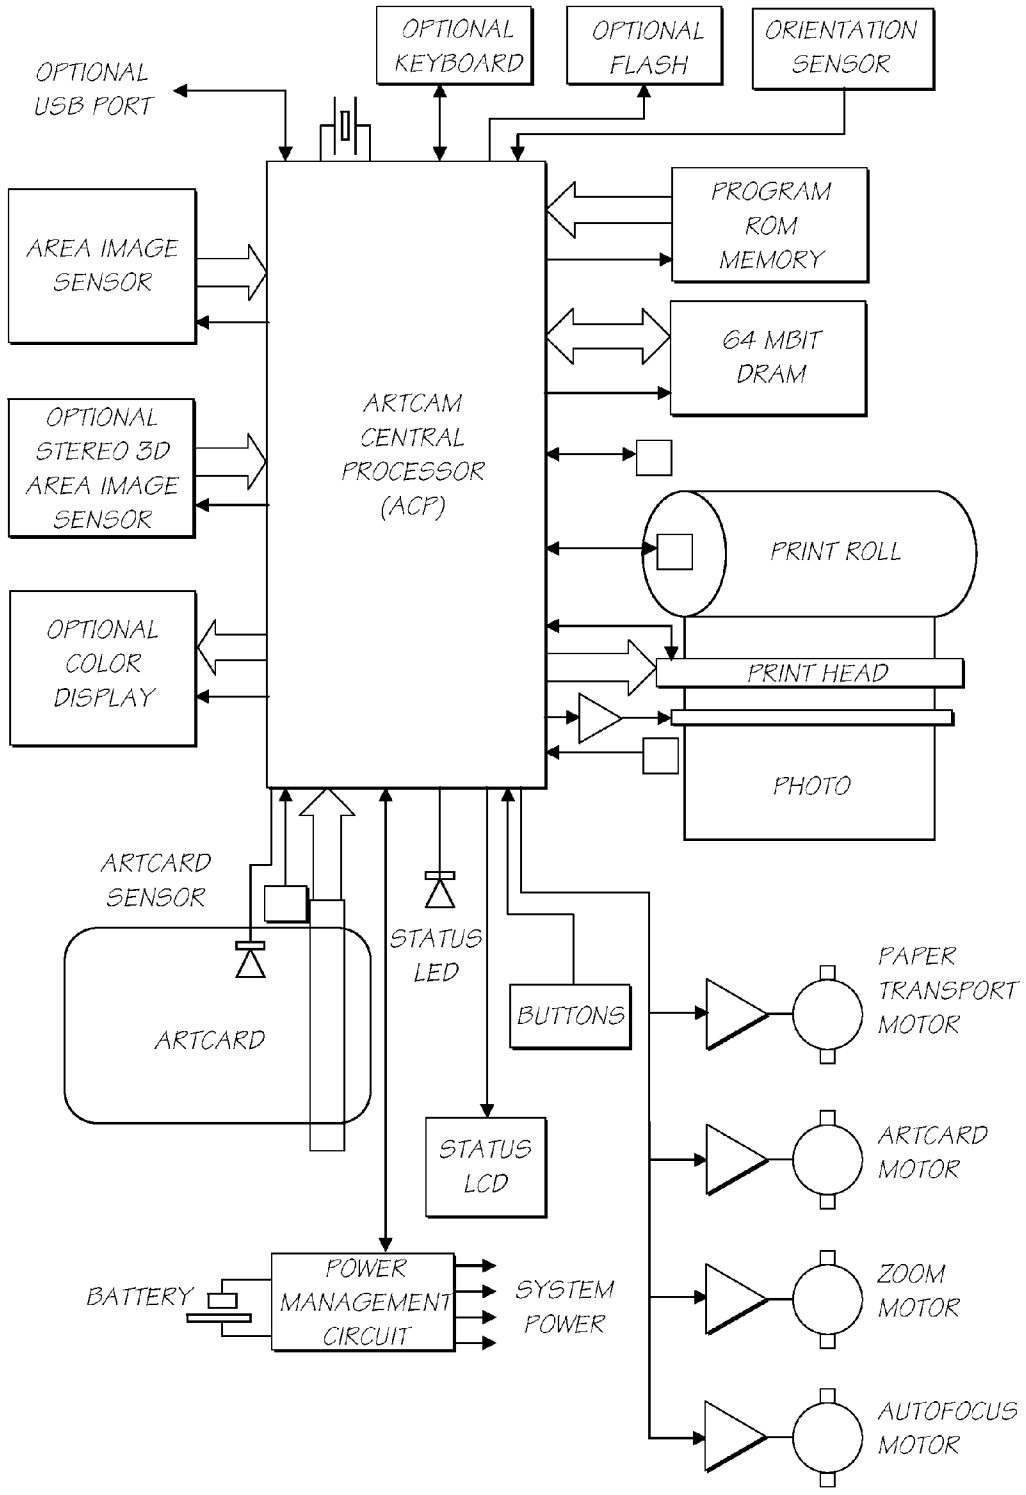 OPTIONAL
KEYBOARD
OPTIONAL
FLASH
ORIENTATION
SENSOR
OPTIONAL
USB PORT
AREA IMAGE
SENSOR
PROGRAM
ROM
MEMORY
64 MBIT
DRAM
ARTCAM
CENTRAL
PROCESSOR
(ACP)
OPTIONAL
STEREO 3D
AREA IMAGE
SENSOR
PRINT ROLL
OPTIONAL
COLOR
DISPLAY
PRINT HEAD
PHOTO
ARTCARD
SENSOR
STATUS
LED
ARTCARD
BUTTONS
PAPER
TRANSPORT
MOTOR
STATUS
LCD
ARTCARD
MOTOR
BATTERY
POWER
MANAGEMENT
CIRCUIT
SYSTEM
POWER
ZOOM
MOTOR
AUTOFOCUS
MOTOR